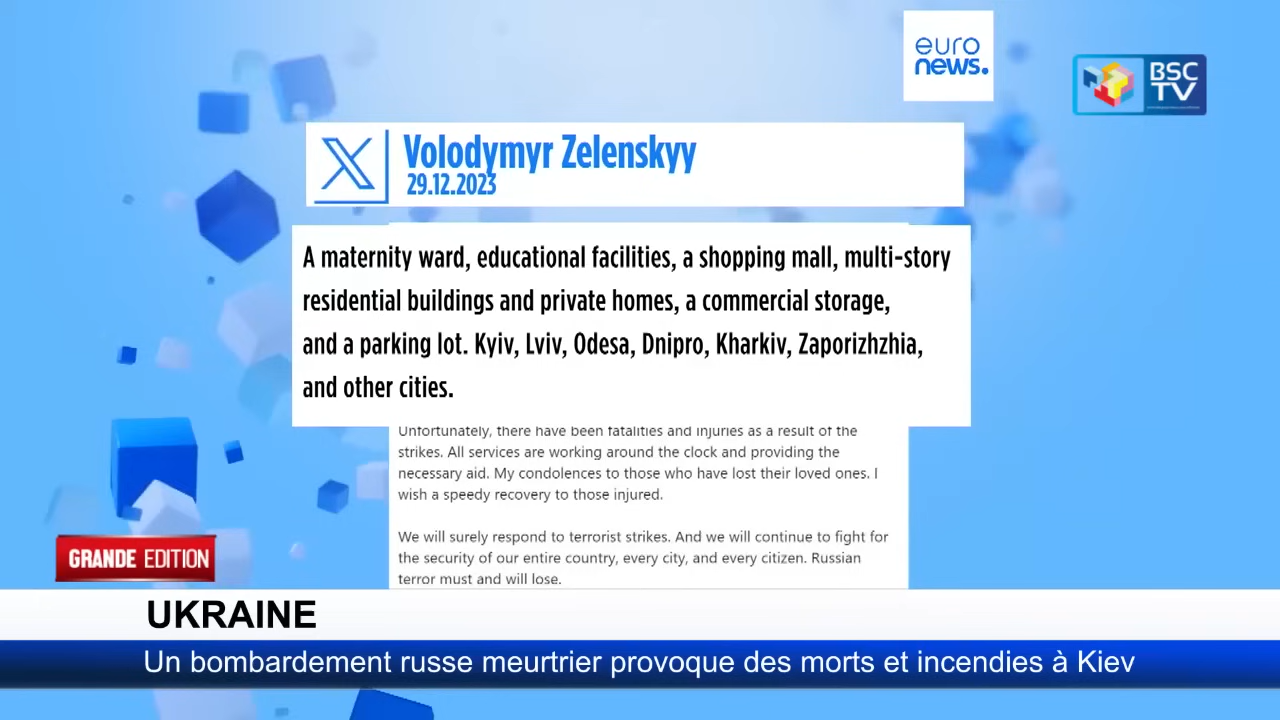 euro
news.
BSC
TV
Volodymyr Zelenskyy
29.12.2023
A maternity ward, educational facilities, a shopping mall, multi-story
residential buildings and private homes, a commercial storage,
and a parking lot. Kyiv, Lviv, Odesa, Dnipro, Kharkiv, Zaporizhzhia,
and other cities.
Unfortunately, there have been fatalities and injuries as a result of the
strikes. All services are working around the clock and providing the
necessary aid. My condolences to those who have lost their loved ones. I
wish a speedy recovery to those injured.
We will surely respond to terrorist strikes. And we will continue to fight for
the security of our entire country, every city, and every citizen. Russian
terror must and will lose.
GRANDE EDITION
UKRAINE
Un bombardement russe meurtrier provoque des morts et incendies à Kiev